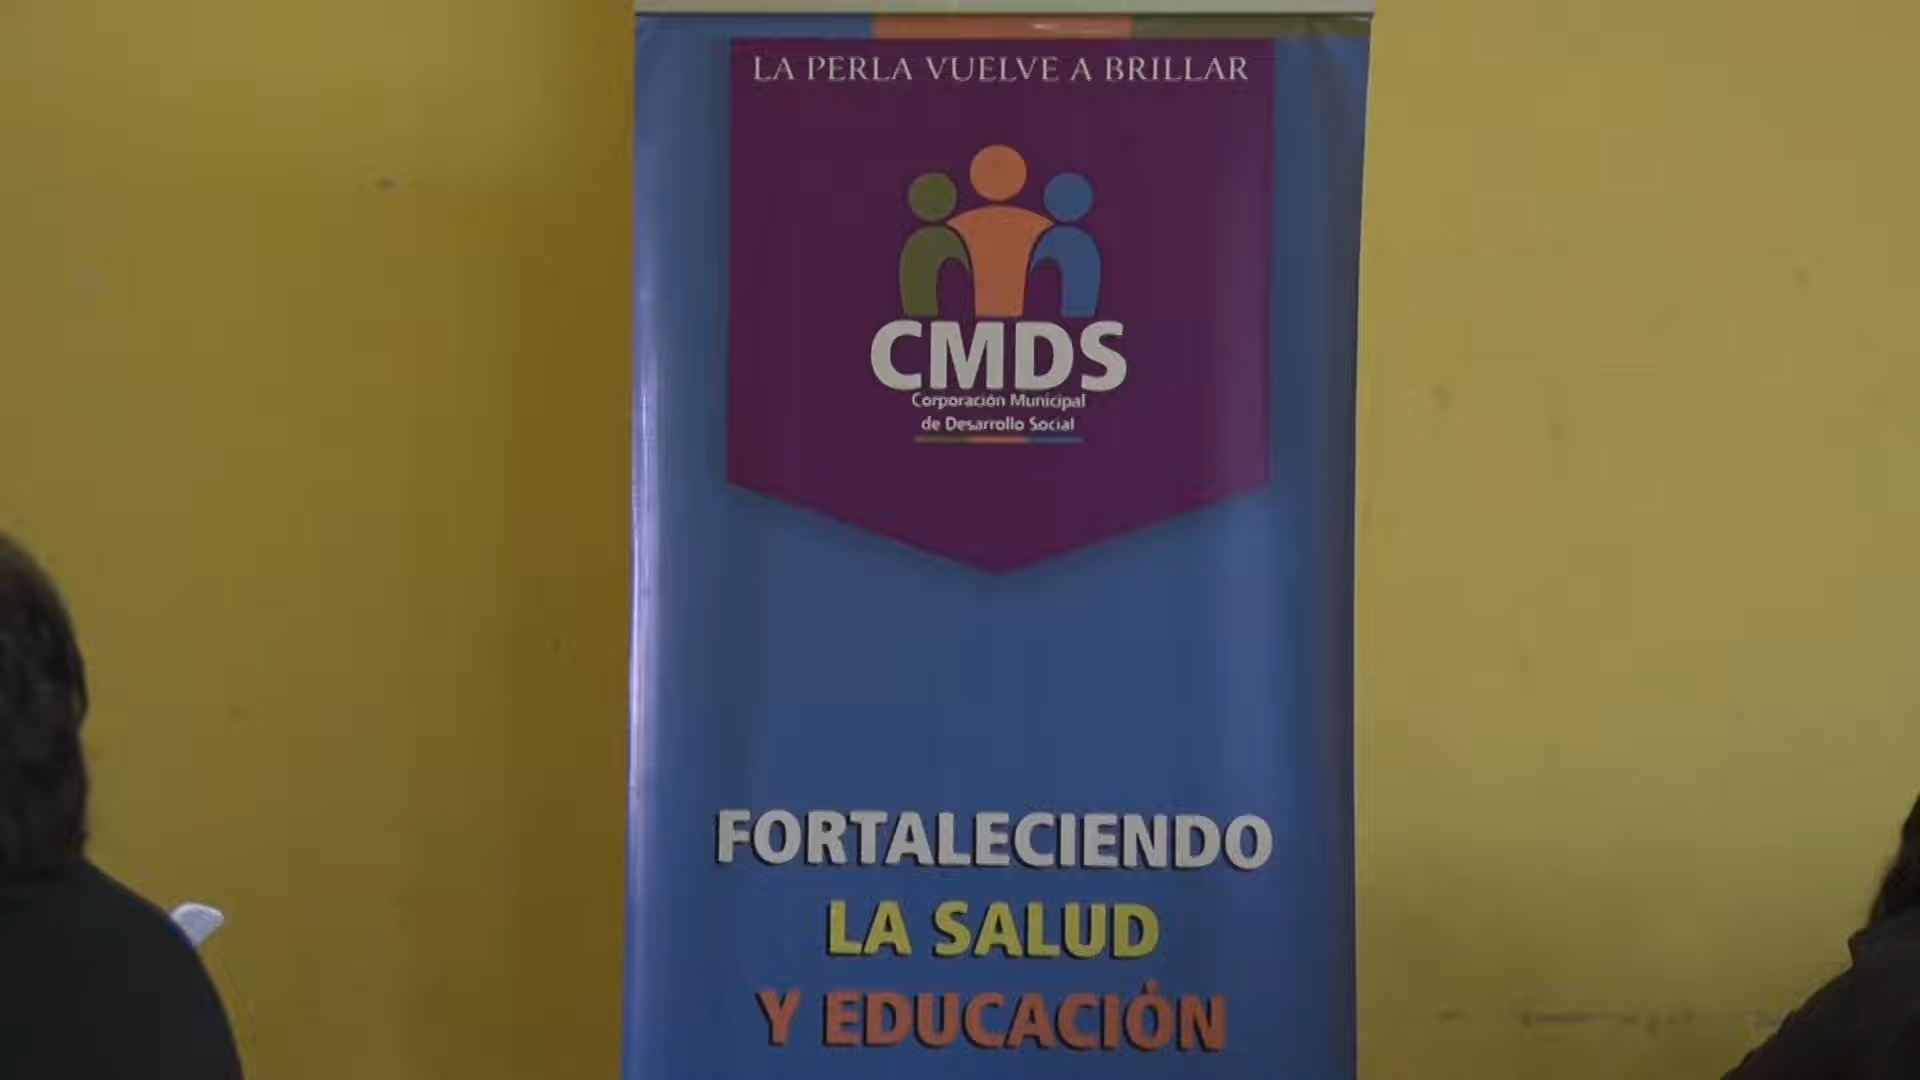 LA PERLA VUELVE A BRILLAR
CMDS
Corporación Municipal
de Desarrollo Social
FORTALECIENDO
LA SALUD
Y EDUCACIÓN